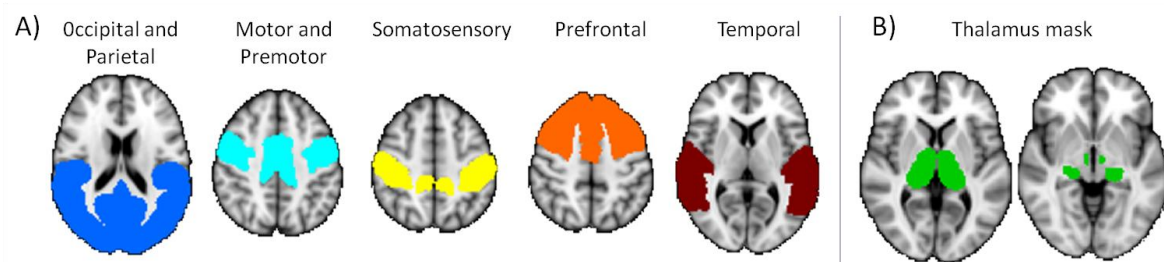 A)
Occipital and
Parietal
Motor and
Premotor
Somatosensory
Prefrontal
Temporal
B)
Thalamus mask